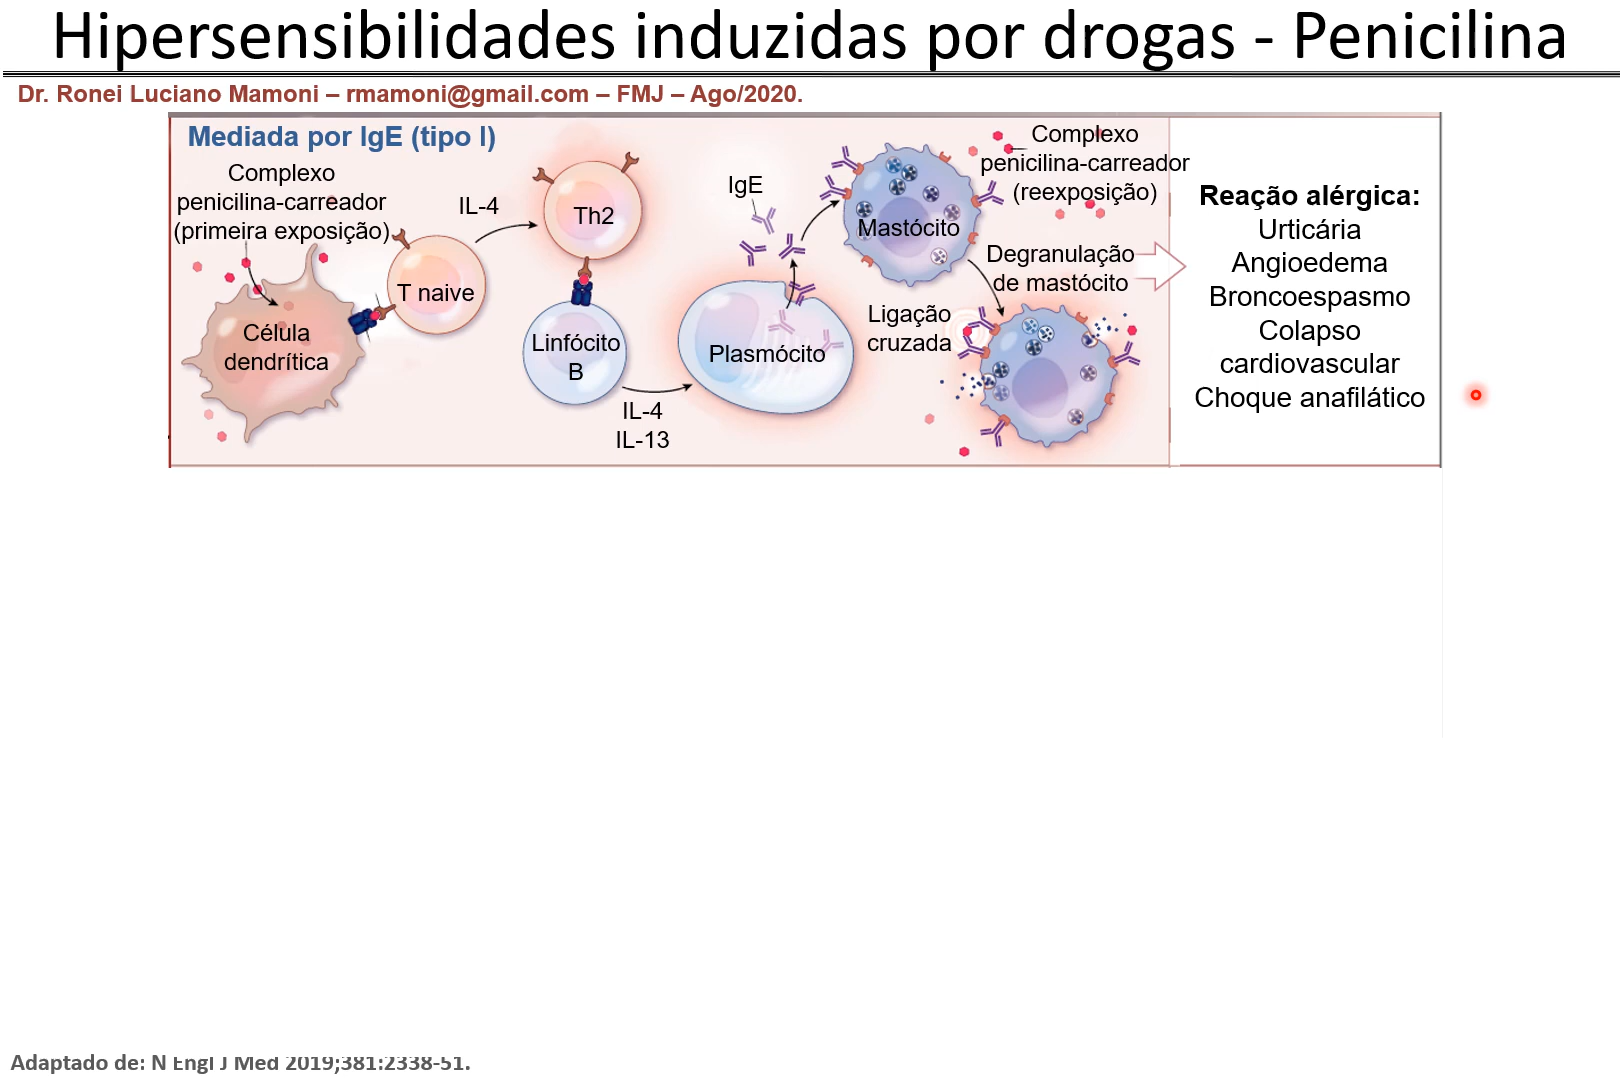 Hipersensibilidades induzidas por drogas - Penicilina
Dr. Ronei Luciano Mamoni – rmamoni@gmail.com – FMJ – Ago/2020.
Mediada por IgE (tipo I)
Complexo
penicilina-carreador
(primeira exposição)
Célula
dendrítica
T naive
IL-4
Th2
Linfócito
B
IL-4
IL-13
IgE
Plasmócito
Mastócito
Complexo
penicilina-carreador
(reexposição)
Degranulação
de mastócito
Ligação
cruzada
Reação alérgica:
Urticária
Angioedema
Broncoespasmo
Colapso
cardiovascular
Choque anafilático
Adaptado de: N Engl J Med 2019;381:2338-51.